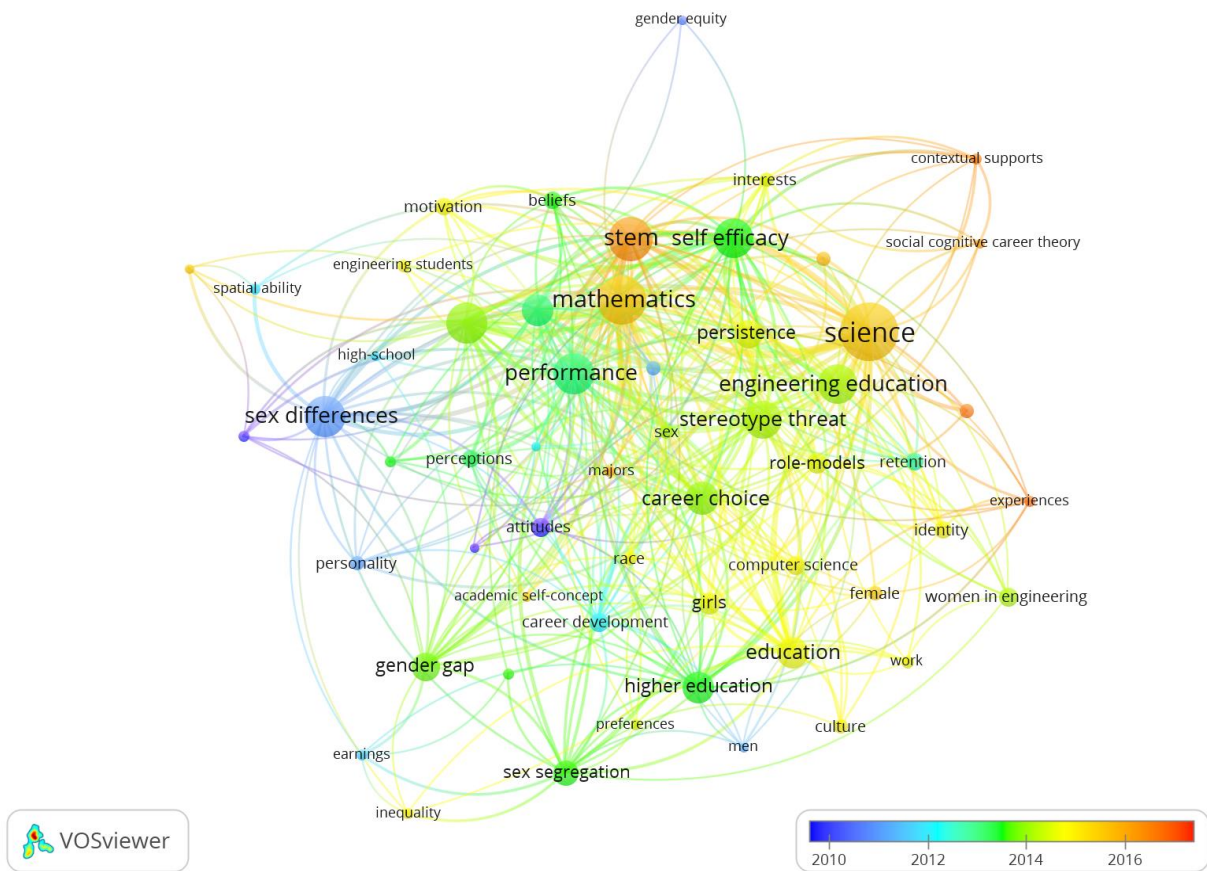 gender equity
contextual supports
interests
beliefs
motivation
stem
self efficacy
social cognitive career theory
engineering students
spatial ability
mathematics
persistence
science
high-school
performance
engineering education
sex differences
stereotype threat
sex
perceptions
role-models
retention
majors
career choice
experiences
attitudes
identity
race
personality
computer science
academic self-concept
girls
female
women in engineering
career development
education
gender gap
work
higher education
preferences
culture
men
earnings
sex segregation
inequality
VOSviewer
2010
2012
2014
2016